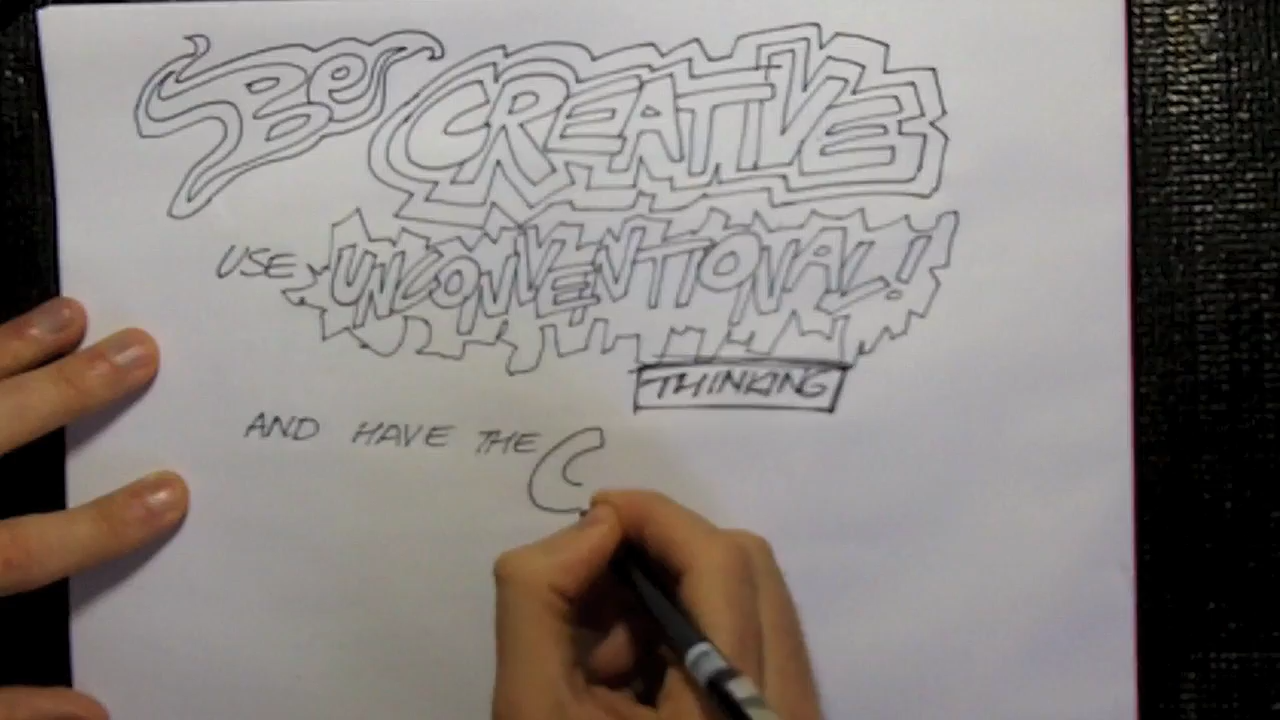 Be CREATIVE
USE UNCONVENTIONAL!
THINKING
AND HAVE THE C